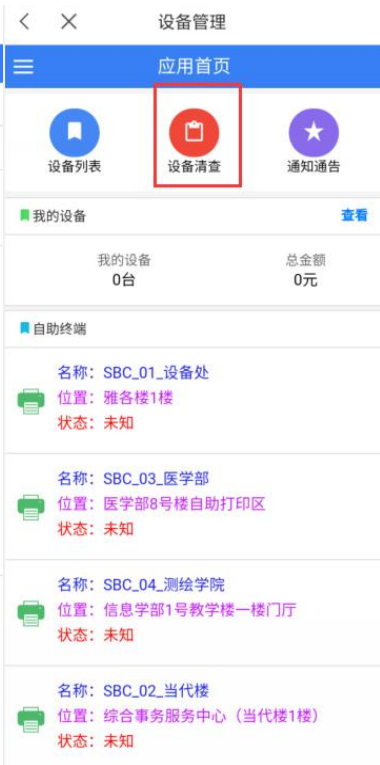 设备管理
应用首页
设备列表 设备清查 通知通告
我的设备 查看
我的设备 总金额
0台 0元
自助终端
名称：SBC_01_设备处
位置：雅各楼1楼
状态：未知
名称：SBC_03_医学部
位置：医学部8号楼自助打印区
状态：未知
名称：SBC_04_测绘学院
位置：信息学部1号教学楼一楼门厅
状态：未知
名称：SBC_02_当代楼
位置：综合事务服务中心（当代楼1楼）
状态：未知